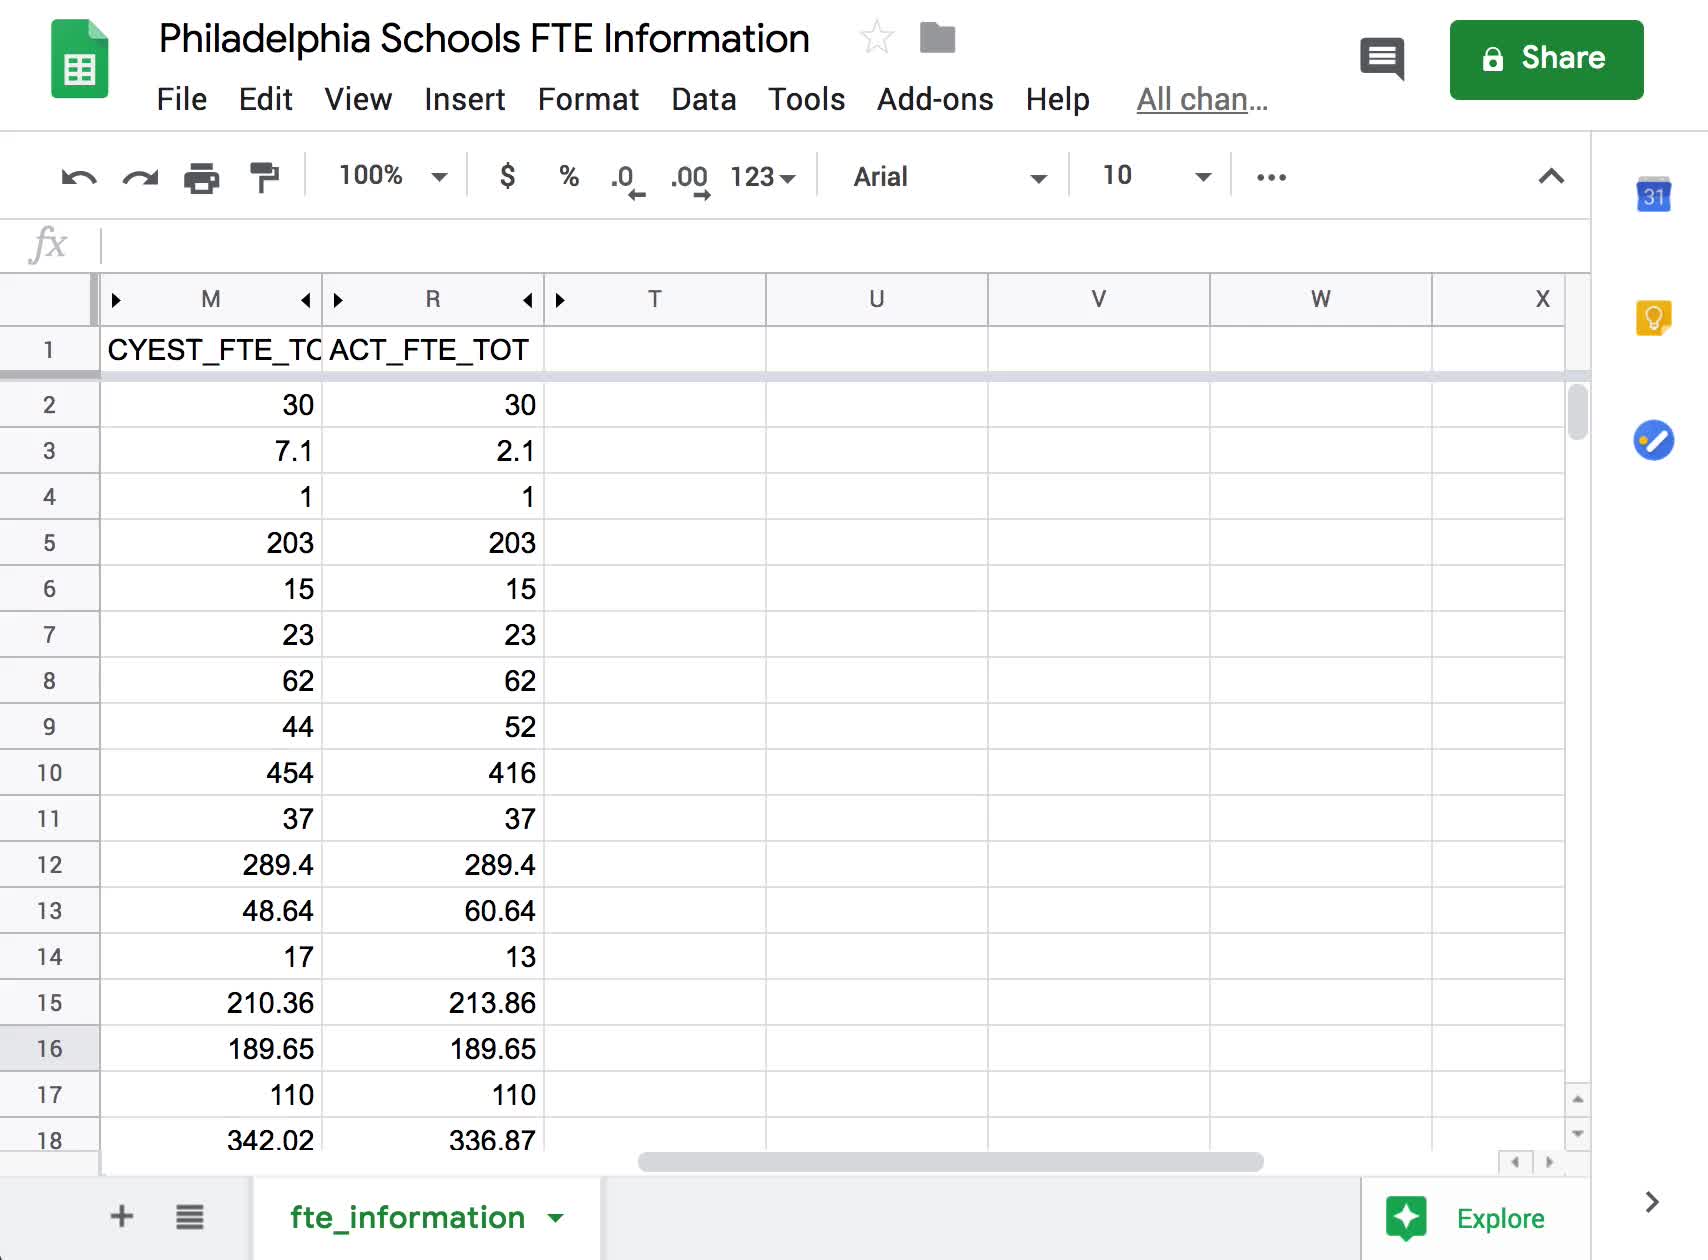 Philadelphia Schools FTE Information
File Edit View Insert Format Data Tools Add-ons Help All chan...
Share
100% $ % .0 .00 123 Arial 10
31
fx
M R T U V W X
1 CYEST_FTE_TO ACT_FTE_TOT
2 30 30
3 7.1 2.1
4 1 1
5 203 203
6 15 15
7 23 23
8 62 62
9 44 52
10 454 416
11 37 37
12 289.4 289.4
13 48.64 60.64
14 17 13
15 210.36 213.86
16 189.65 189.65
17 110 110
18 342.02 336.87
fte_information
Explore